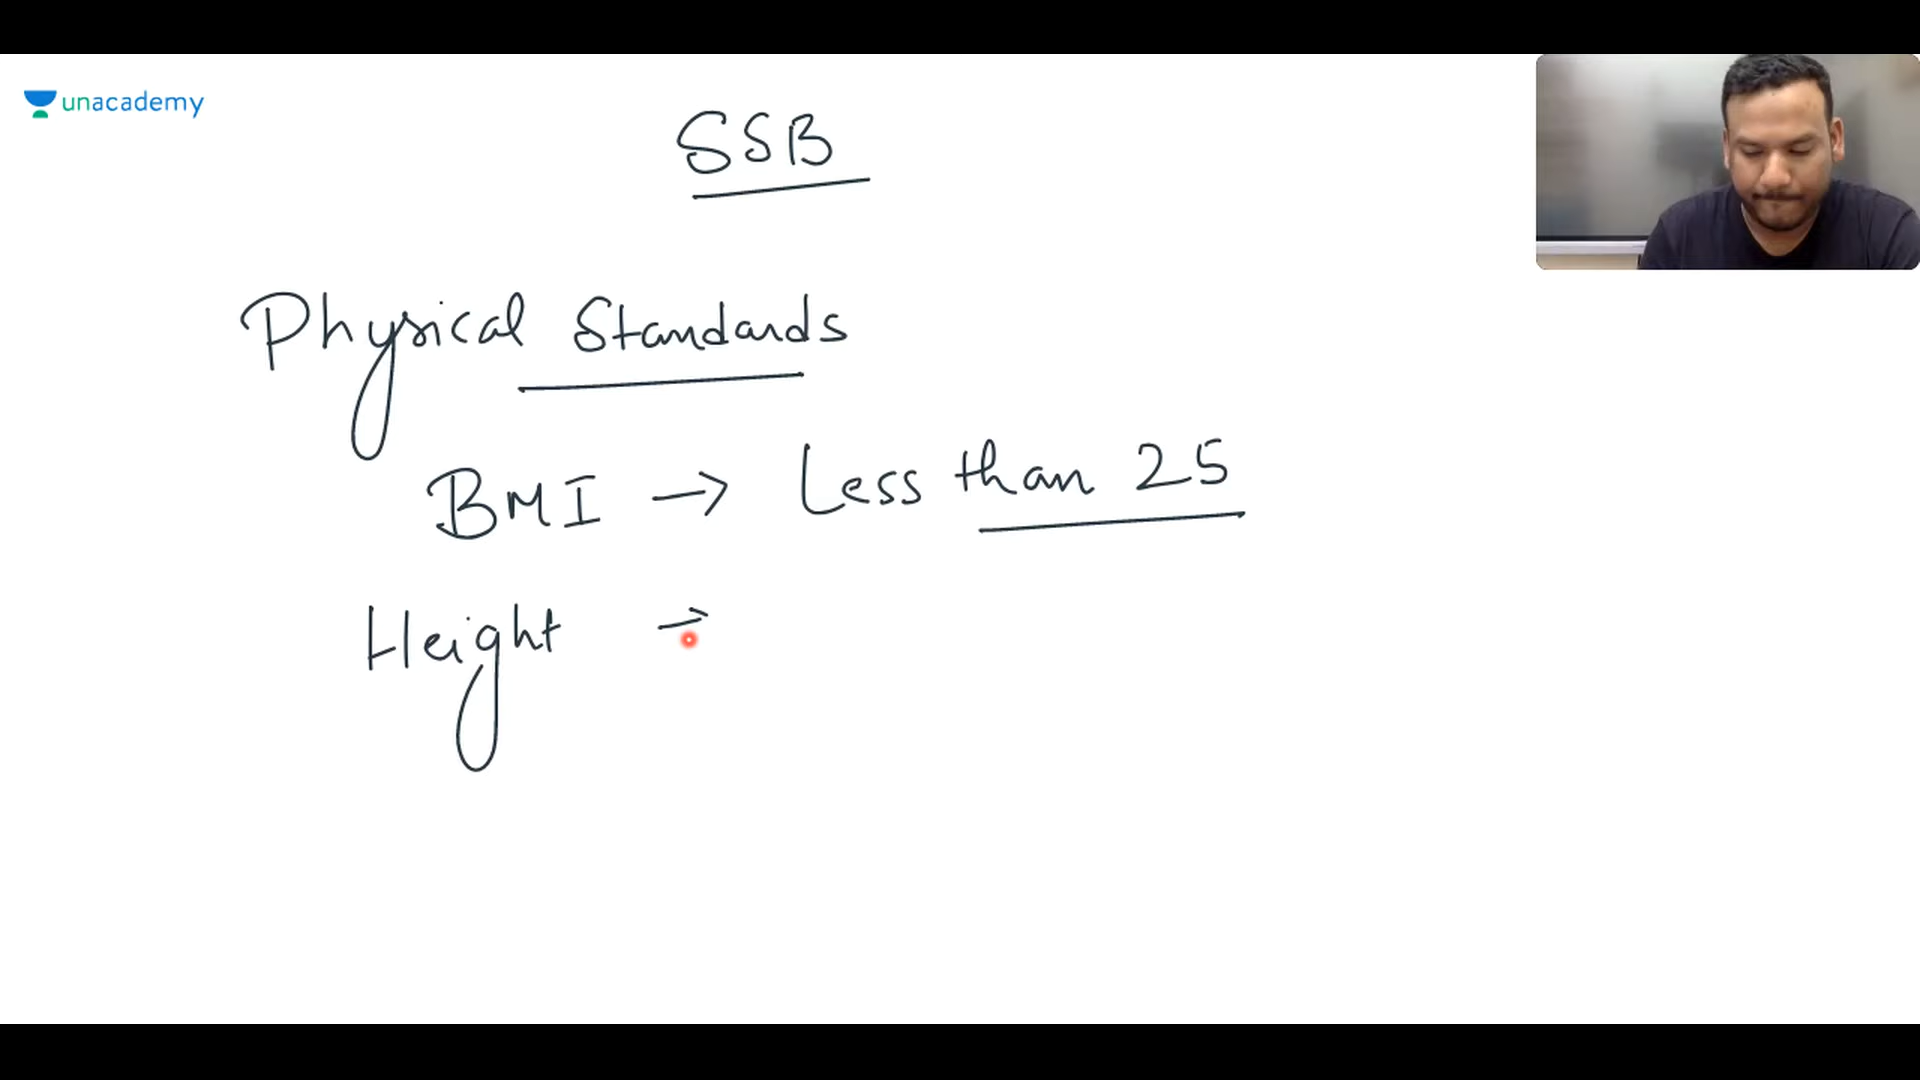 unacademy
SSB
Physical Standards
BMI → Less than 25
Height →